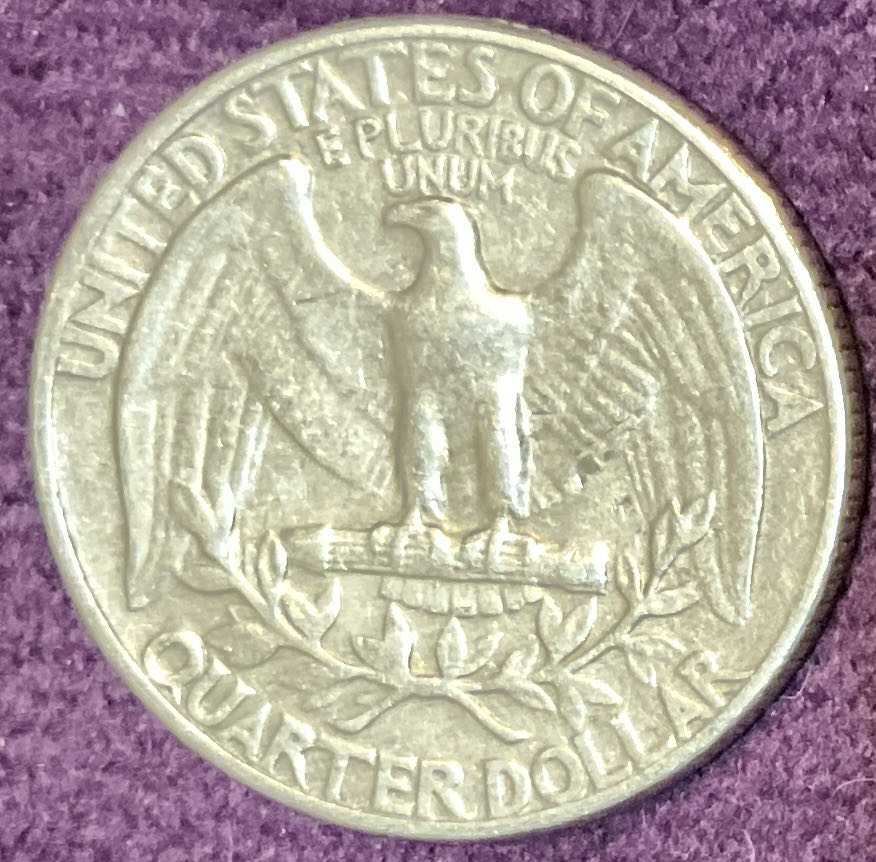 UNITED STATES OF AMERICA
E PLURIBUS
UNUM
QUARTER DOLLAR